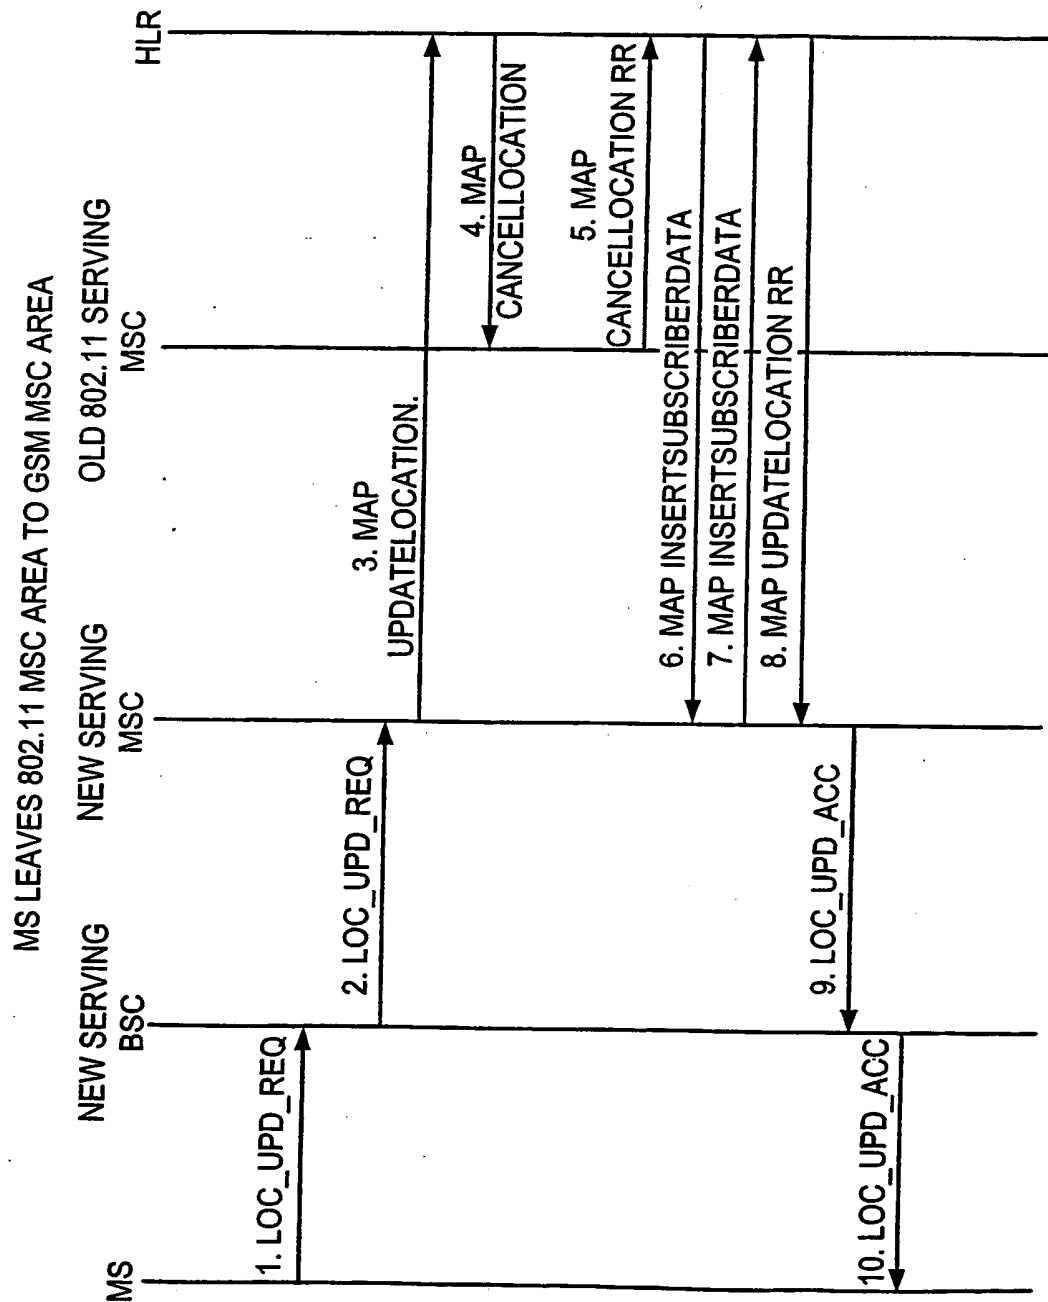 MS LEAVES 802.11 MSC AREA TO GSM MSC AREA
MS
NEW SERVING
BSC
NEW SERVING
MSC
OLD 802.11 SERVING
MSC
HLR
1. LOC_UPD_REQ
2. LOC_UPD_REQ
3. MAP
UPDATELOCATION.
4. MAP
CANCELLOCATION
5. MAP
CANCELLOCATION RR
6. MAP INSERTSUBSCRIBERDATA
7. MAP INSERTSUBSCRIBERDATA
8. MAP UPDATELOCATION RR
9. LOC_UPD_ACC
10. LOC_UPD_ACC